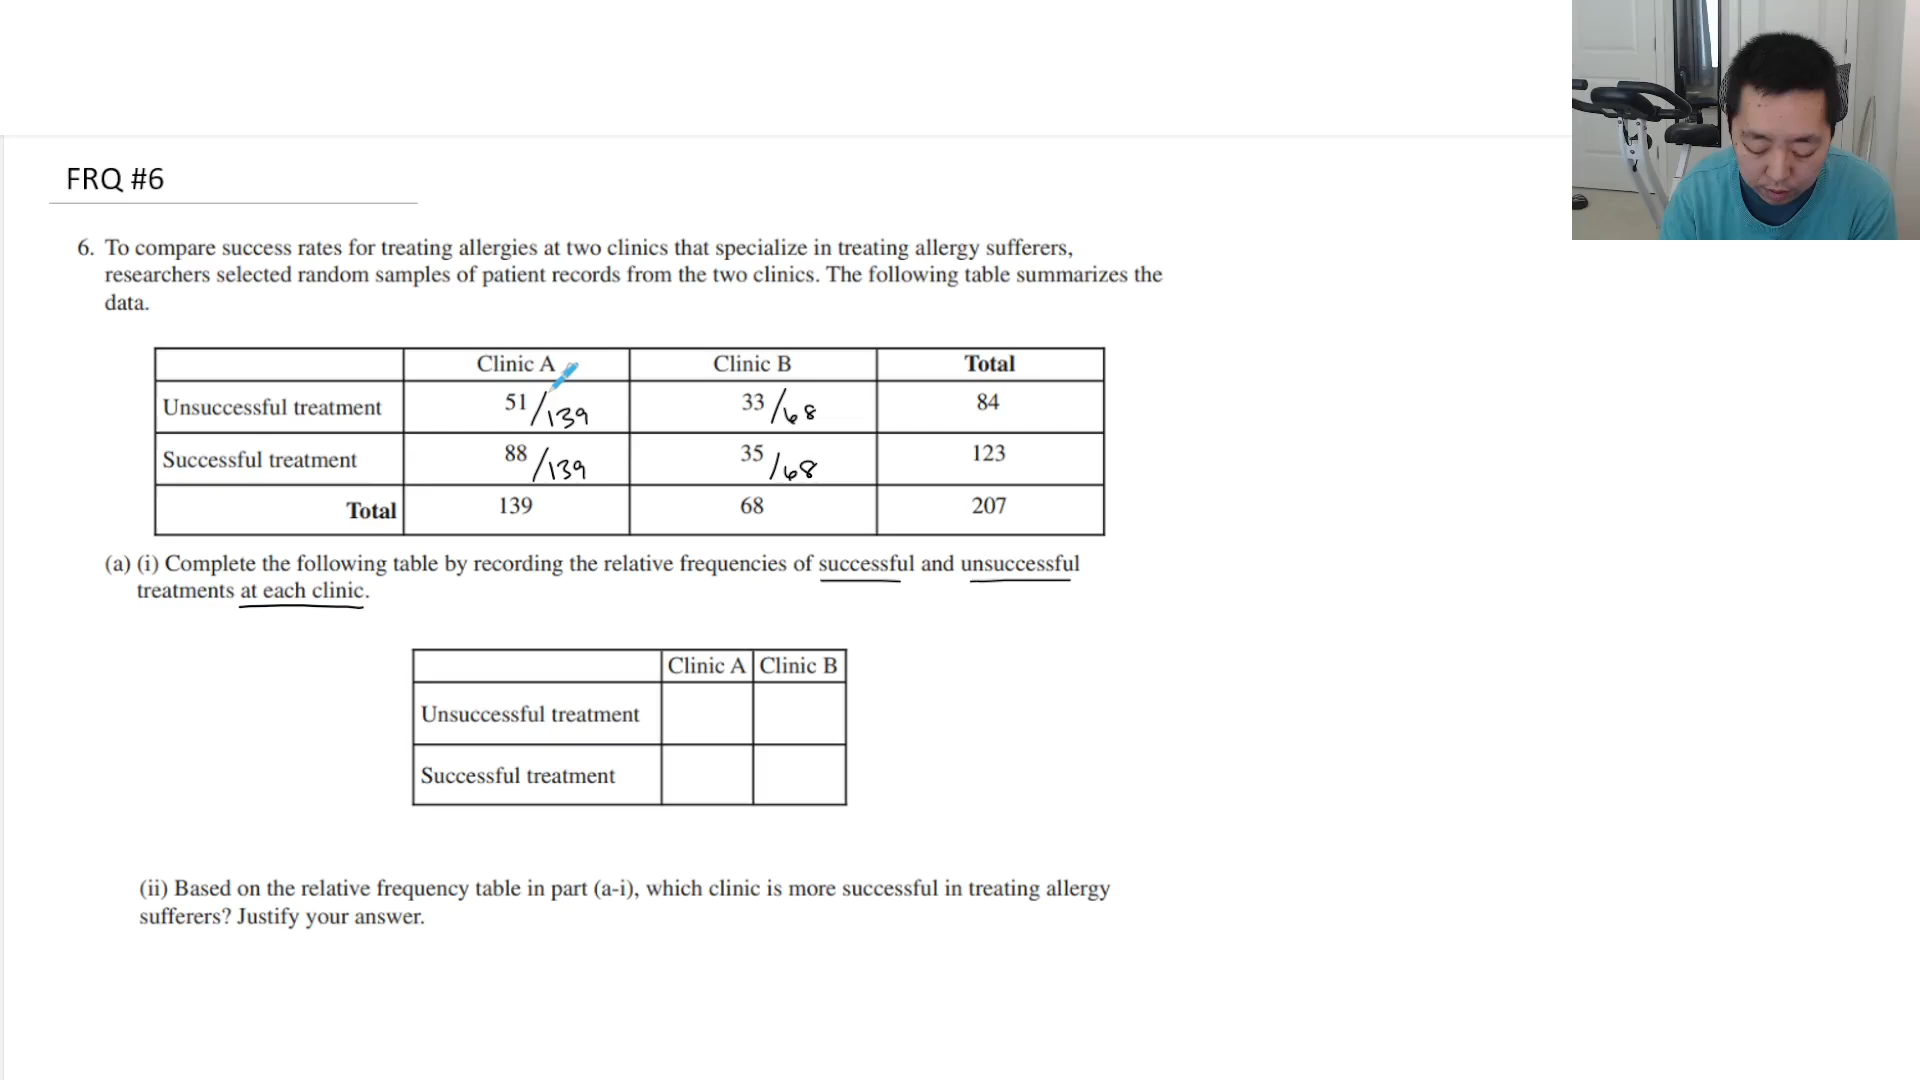 FRQ #6
6. To compare success rates for treating allergies at two clinics that specialize in treating allergy sufferers,
researchers selected random samples of patient records from the two clinics. The following table summarizes the
data.
Clinic A Clinic B Total
Unsuccessful treatment 51 /139 33 /68 84
Successful treatment 88 /139 35 /68 123
Total 139 68 207
(a) (i) Complete the following table by recording the relative frequencies of successful and unsuccessful
treatments at each clinic.
Clinic A Clinic B
Unsuccessful treatment
Successful treatment
(ii) Based on the relative frequency table in part (a-i), which clinic is more successful in treating allergy
sufferers? Justify your answer.